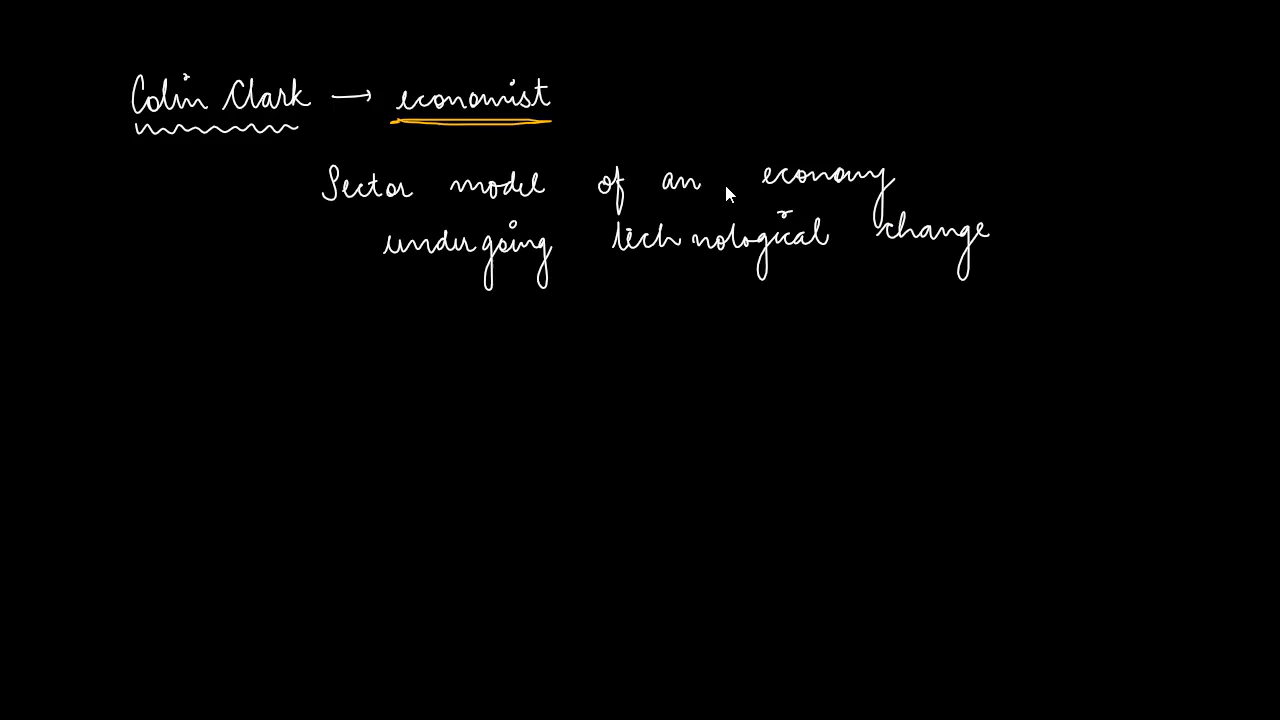 Colin Clark → economist
Sector model of an economy
undergoing technological change